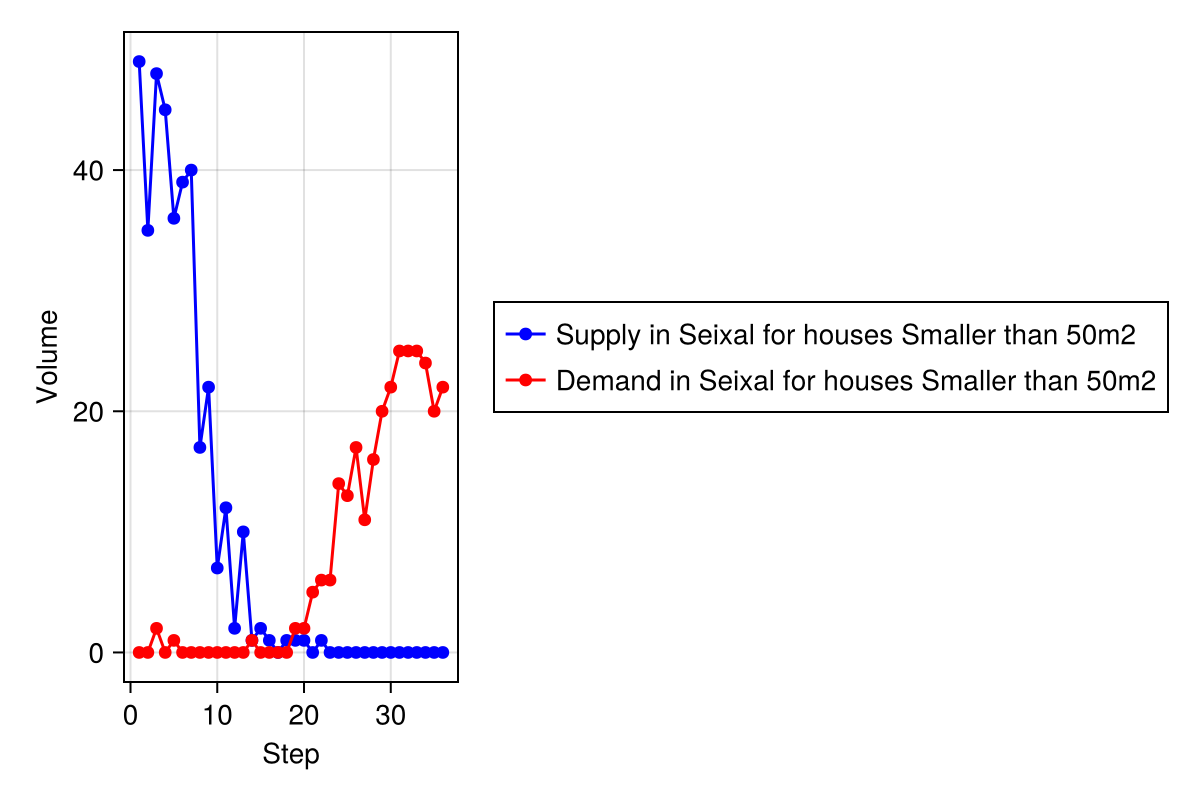 Volume
40
20
0
0 10 20 30
Step
Supply in Seixal for houses Smaller than 50m2
Demand in Seixal for houses Smaller than 50m2